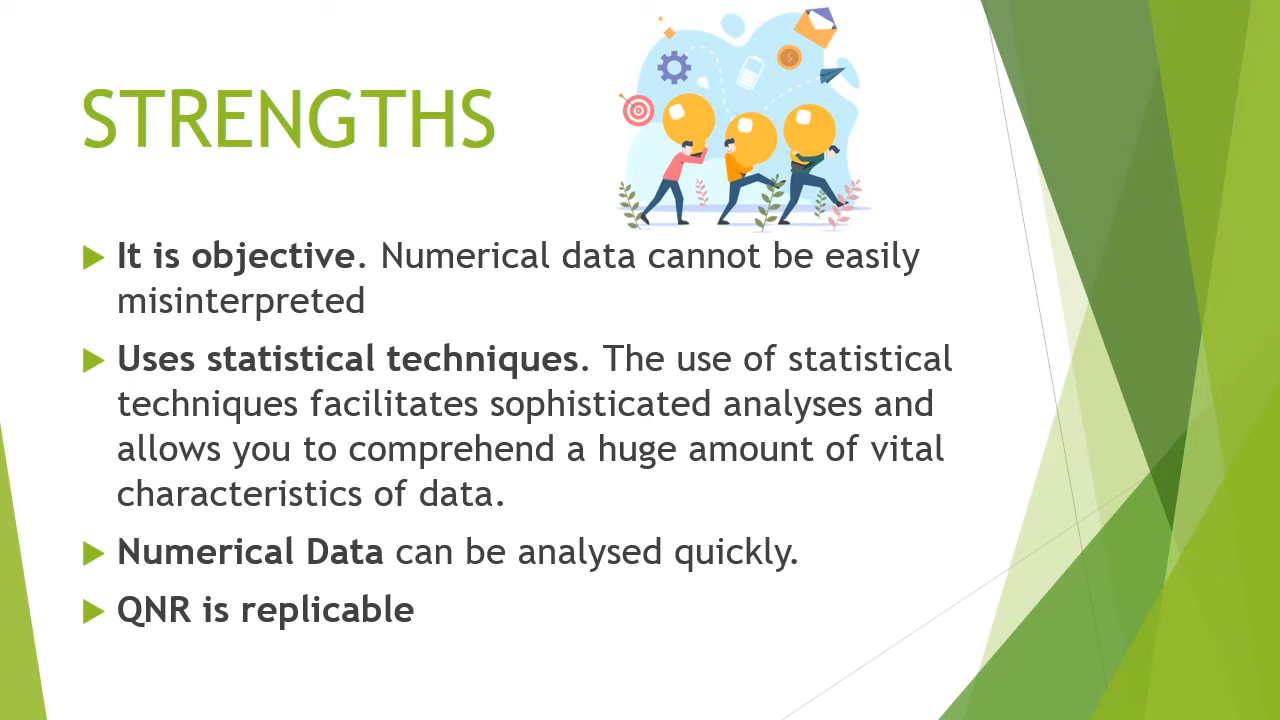 STRENGTHS
It is objective. Numerical data cannot be easily
misinterpreted
Uses statistical techniques. The use of statistical
techniques facilitates sophisticated analyses and
allows you to comprehend a huge amount of vital
characteristics of data.
Numerical Data can be analysed quickly.
QNR is replicable